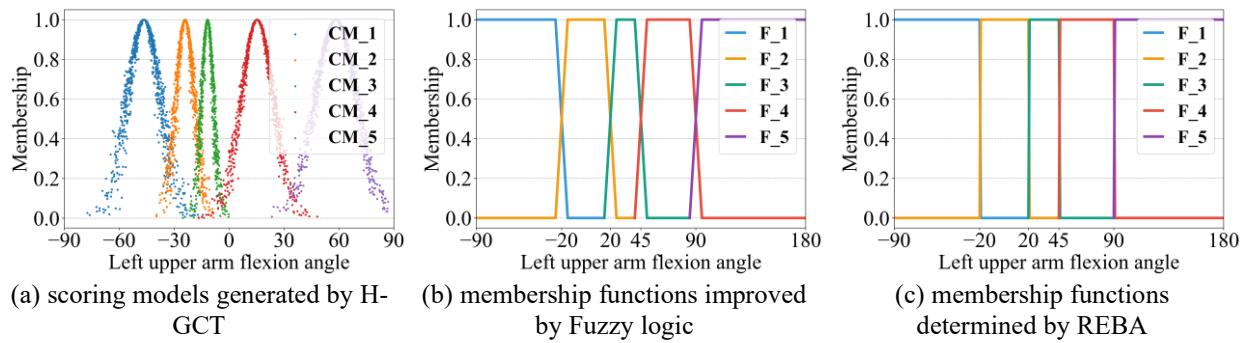 1.0
0.8
0.6
0.4
0.2
0.0
Membership
CM_1
CM_2
CM_3
CM_4
CM_5
−90 −60 −30 0 30 60 90
Left upper arm flexion angle
(a) scoring models generated by H-
GCT
1.0
0.8
0.6
0.4
0.2
0.0
Membership
F_1
F_2
F_3
F_4
F_5
−90 −20 20 45 90 180
Left upper arm flexion angle
(b) membership functions improved
by Fuzzy logic
1.0
0.8
0.6
0.4
0.2
0.0
Membership
F_1
F_2
F_3
F_4
F_5
−90 −20 20 45 90 180
Left upper arm flexion angle
(c) membership functions
determined by REBA